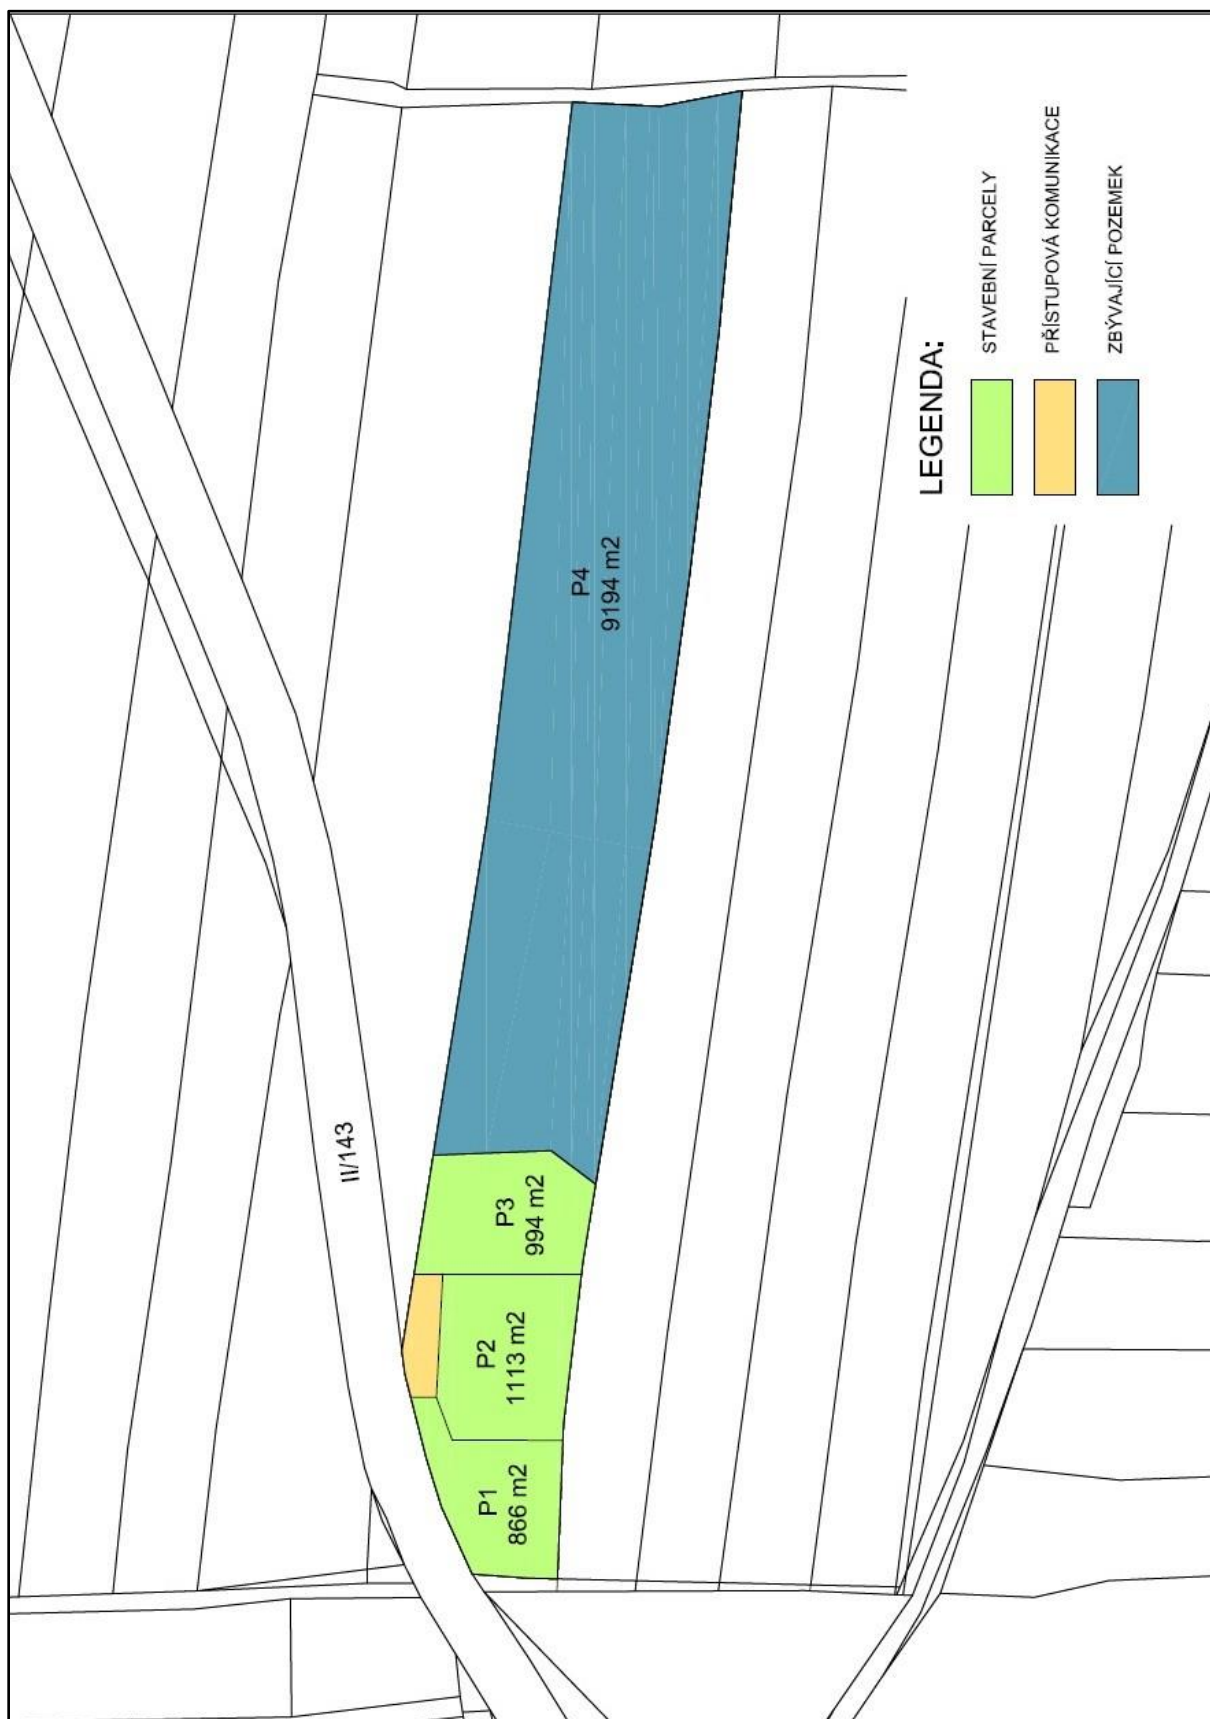 II/143
P1
866 m2
P2
1113 m2
P3
994 m2
P4
9194 m2
LEGENDA:
STAVEBNÍ PARCELY
PŘÍSTUPOVÁ KOMUNIKACE
ZBÝVAJÍCÍ POZEMEK